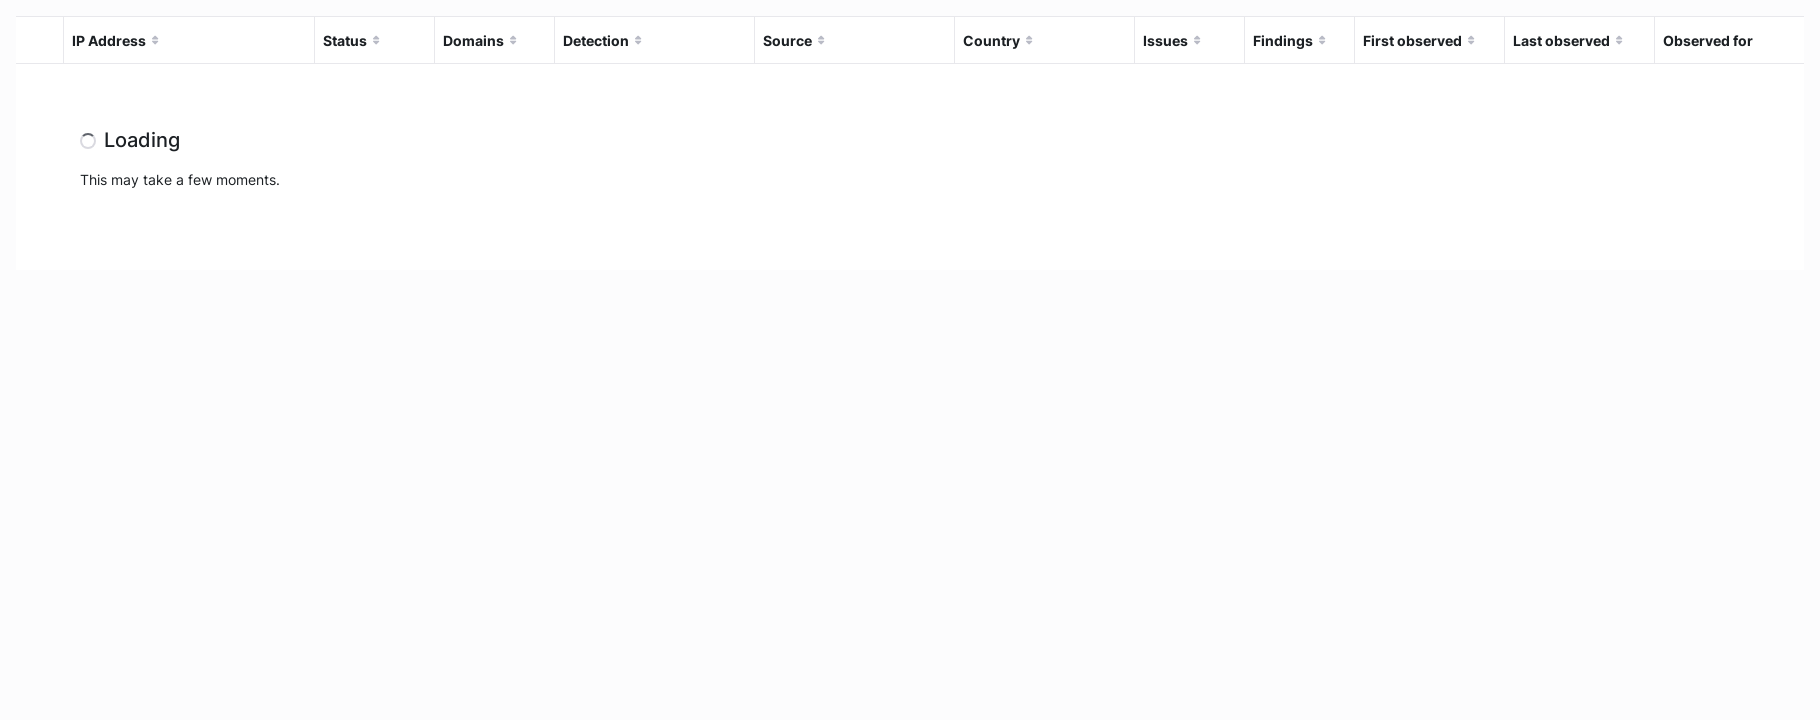 IP Address Status Domains Detection Source Country Issues Findings First observed Last observed Observed for
Loading
This may take a few moments.